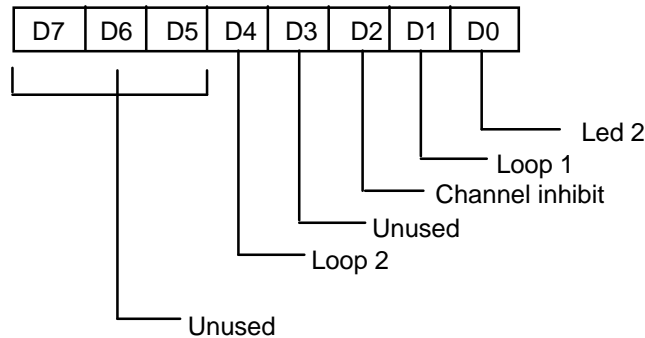 D7 D6 D5 D4 D3 D2 D1 D0
Led 2
Loop 1
Channel inhibit
Unused
Loop 2
Unused